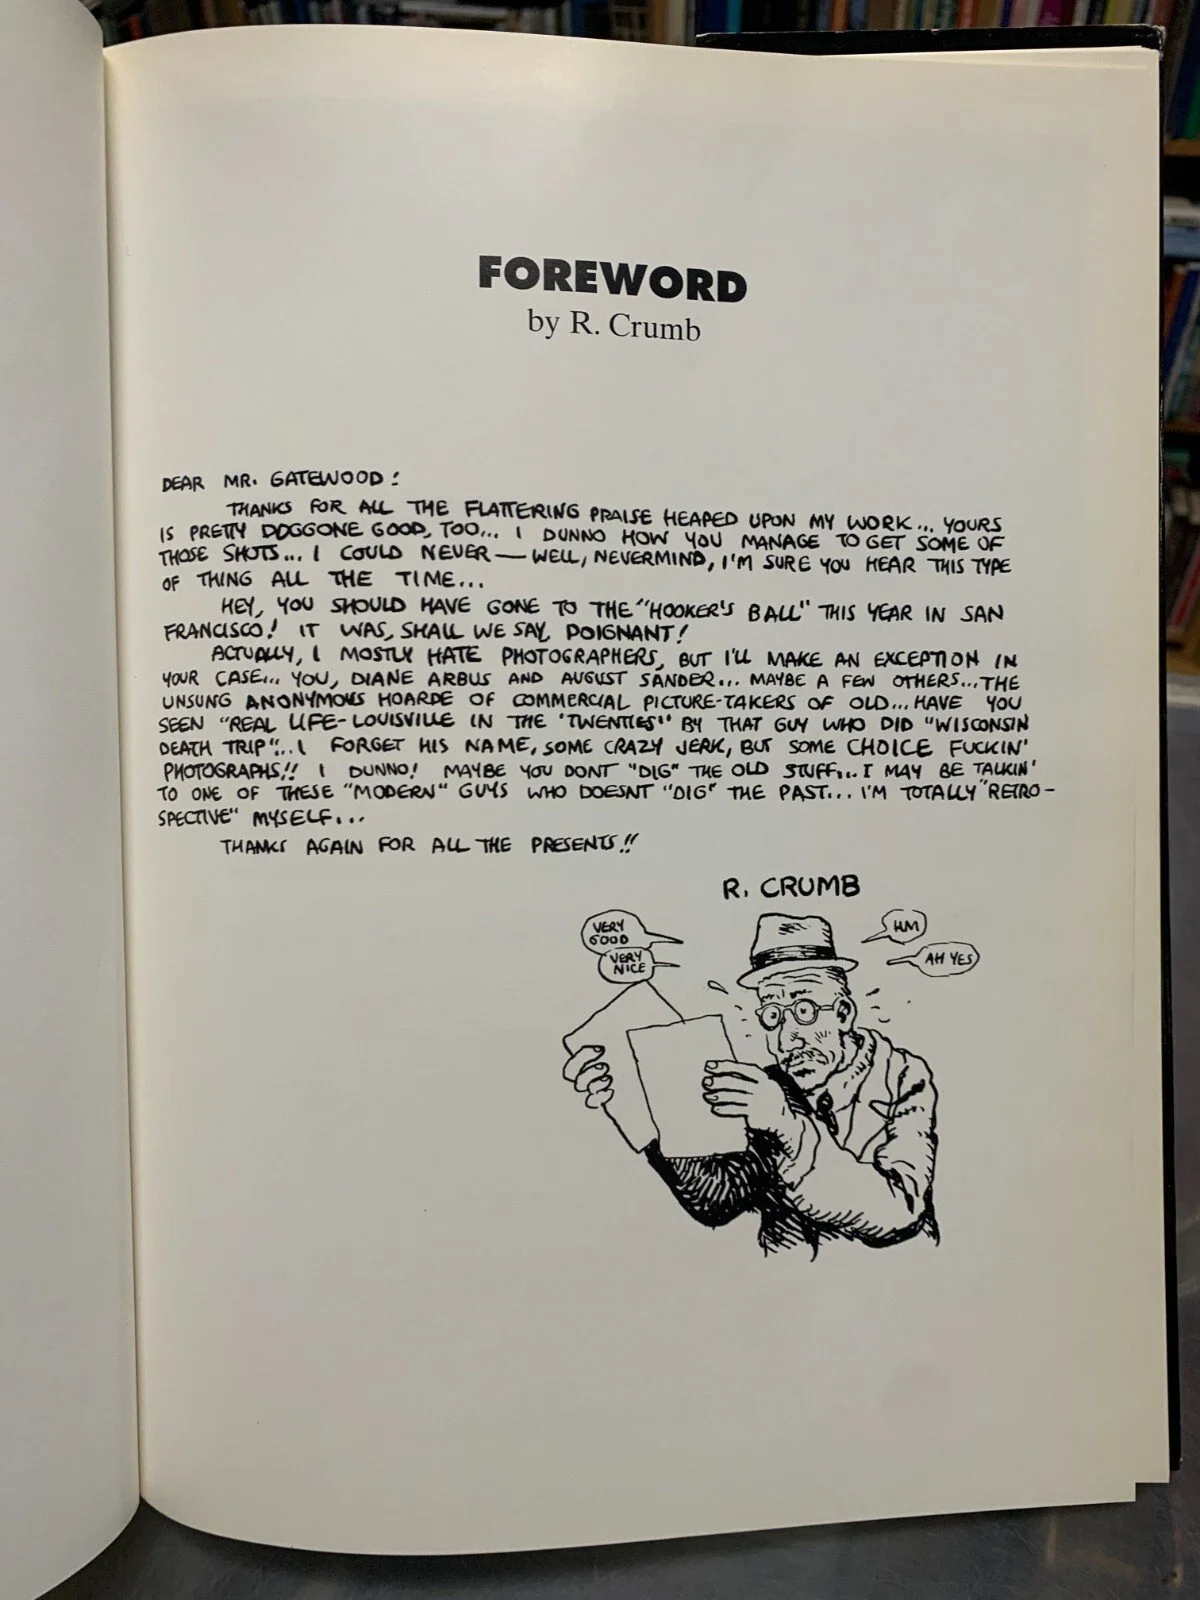 FOREWORD
by R. Crumb
DEAR MR. GATEWOOD!
THANKS FOR ALL THE FLATTERING PRAISE HEAPED UPON MY WORK... YOURS
IS PRETTY DOGGONE GOOD, TOO... I DUNNO HOW YOU MANAGE TO GET SOME OF
THOSE SHOTS... I COULD NEVER — WELL, NEVERMIND, I'M SURE YOU HEAR THIS TYPE
OF THING ALL THE TIME...
HEY, YOU SHOULD HAVE GONE TO THE "HOOKER'S BALL" THIS YEAR IN SAN
FRANCISCO! IT WAS, SHALL WE SAY, POIGNANT!
ACTUALLY, I MOSTLY HATE PHOTOGRAPHERS, BUT I'LL MAKE AN EXCEPTION IN
YOUR CASE... YOU, DIANE ARBUS AND AUGUST SANDER... MAYBE A FEW OTHERS... THE
UNSUNG ANONYMOUS HOARDE OF COMMERCIAL PICTURE-TAKERS OF OLD... HAVE YOU
SEEN "REAL LIFE-LOUISVILLE IN THE 'TWENTIES'" BY THAT GUY WHO DID "WISCONSIN
DEATH TRIP"... I FORGET HIS NAME, SOME CRAZY JERK, BUT SOME CHOICE FUCKIN'
PHOTOGRAPHS!! I DUNNO! MAYBE YOU DONT "DIG" THE OLD STUFF... I MAY BE TALKIN'
TO ONE OF THESE "MODERN" GUYS WHO DOESNT "DIG" THE PAST... I'M TOTALLY "RETRO-
SPECTIVE" MYSELF...
THANKS AGAIN FOR ALL THE PRESENTS!!
R. CRUMB
VERY
GOOD
VERY
NICE
HM
AH YES